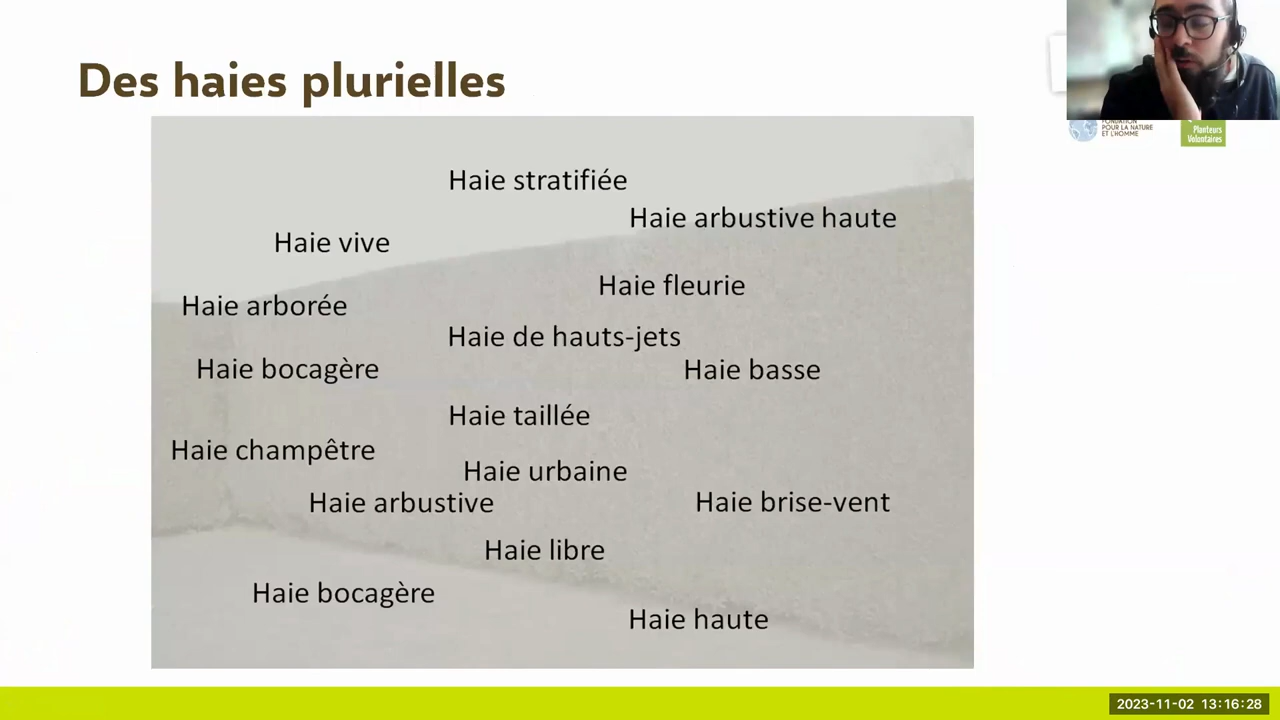 Des haies plurielles
FONDATION
POUR LA NATURE
ET L'HOMME
Planteurs
Volontaires
Haie stratifiée
Haie arbustive haute
Haie vive
Haie fleurie
Haie arborée
Haie de hauts-jets
Haie bocagère
Haie basse
Haie taillée
Haie champêtre
Haie urbaine
Haie arbustive
Haie brise-vent
Haie libre
Haie bocagère
Haie haute
2023-11-02 13:16:28